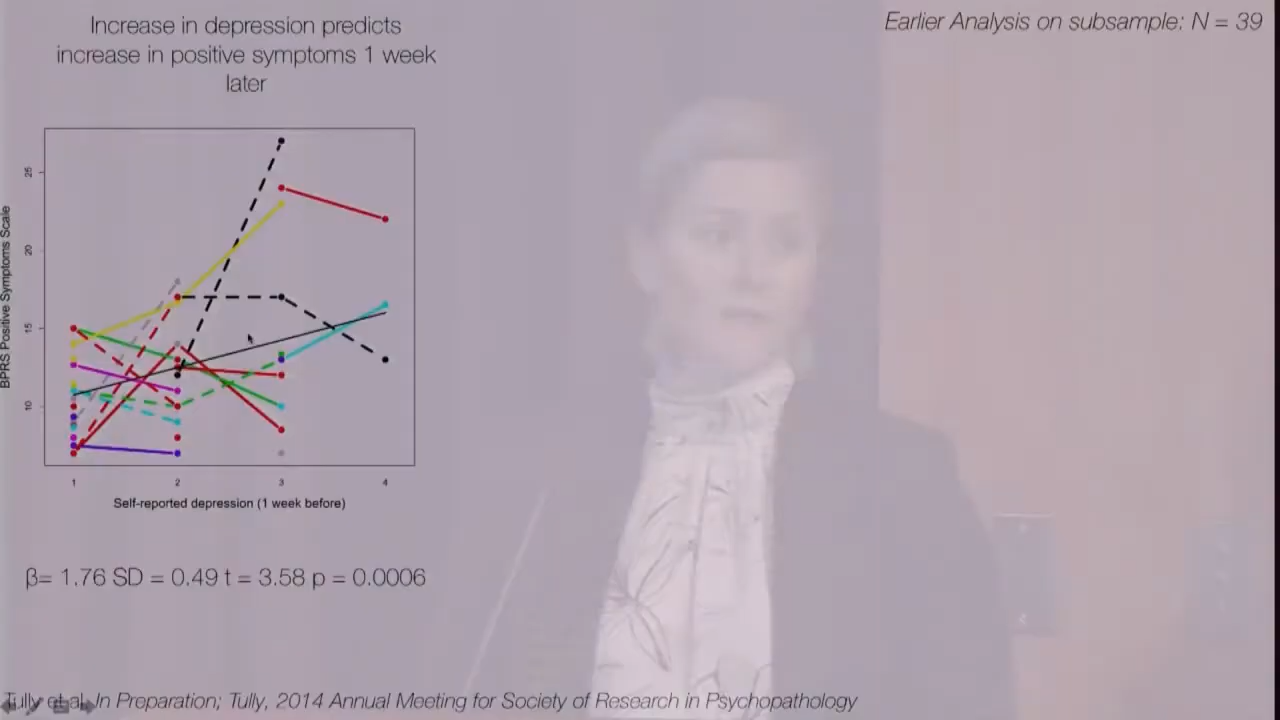 Increase in depression predicts
increase in positive symptoms 1 week
later
Earlier Analysis on subsample: N = 39
BPRS Positive Symptoms Scale
25
20
15
10
1 2 3 4
Self-reported depression (1 week before)
β= 1.76 SD = 0.49 t = 3.58 p = 0.0006
Tully et al. In Preparation; Tully, 2014 Annual Meeting for Society of Research in Psychopathology